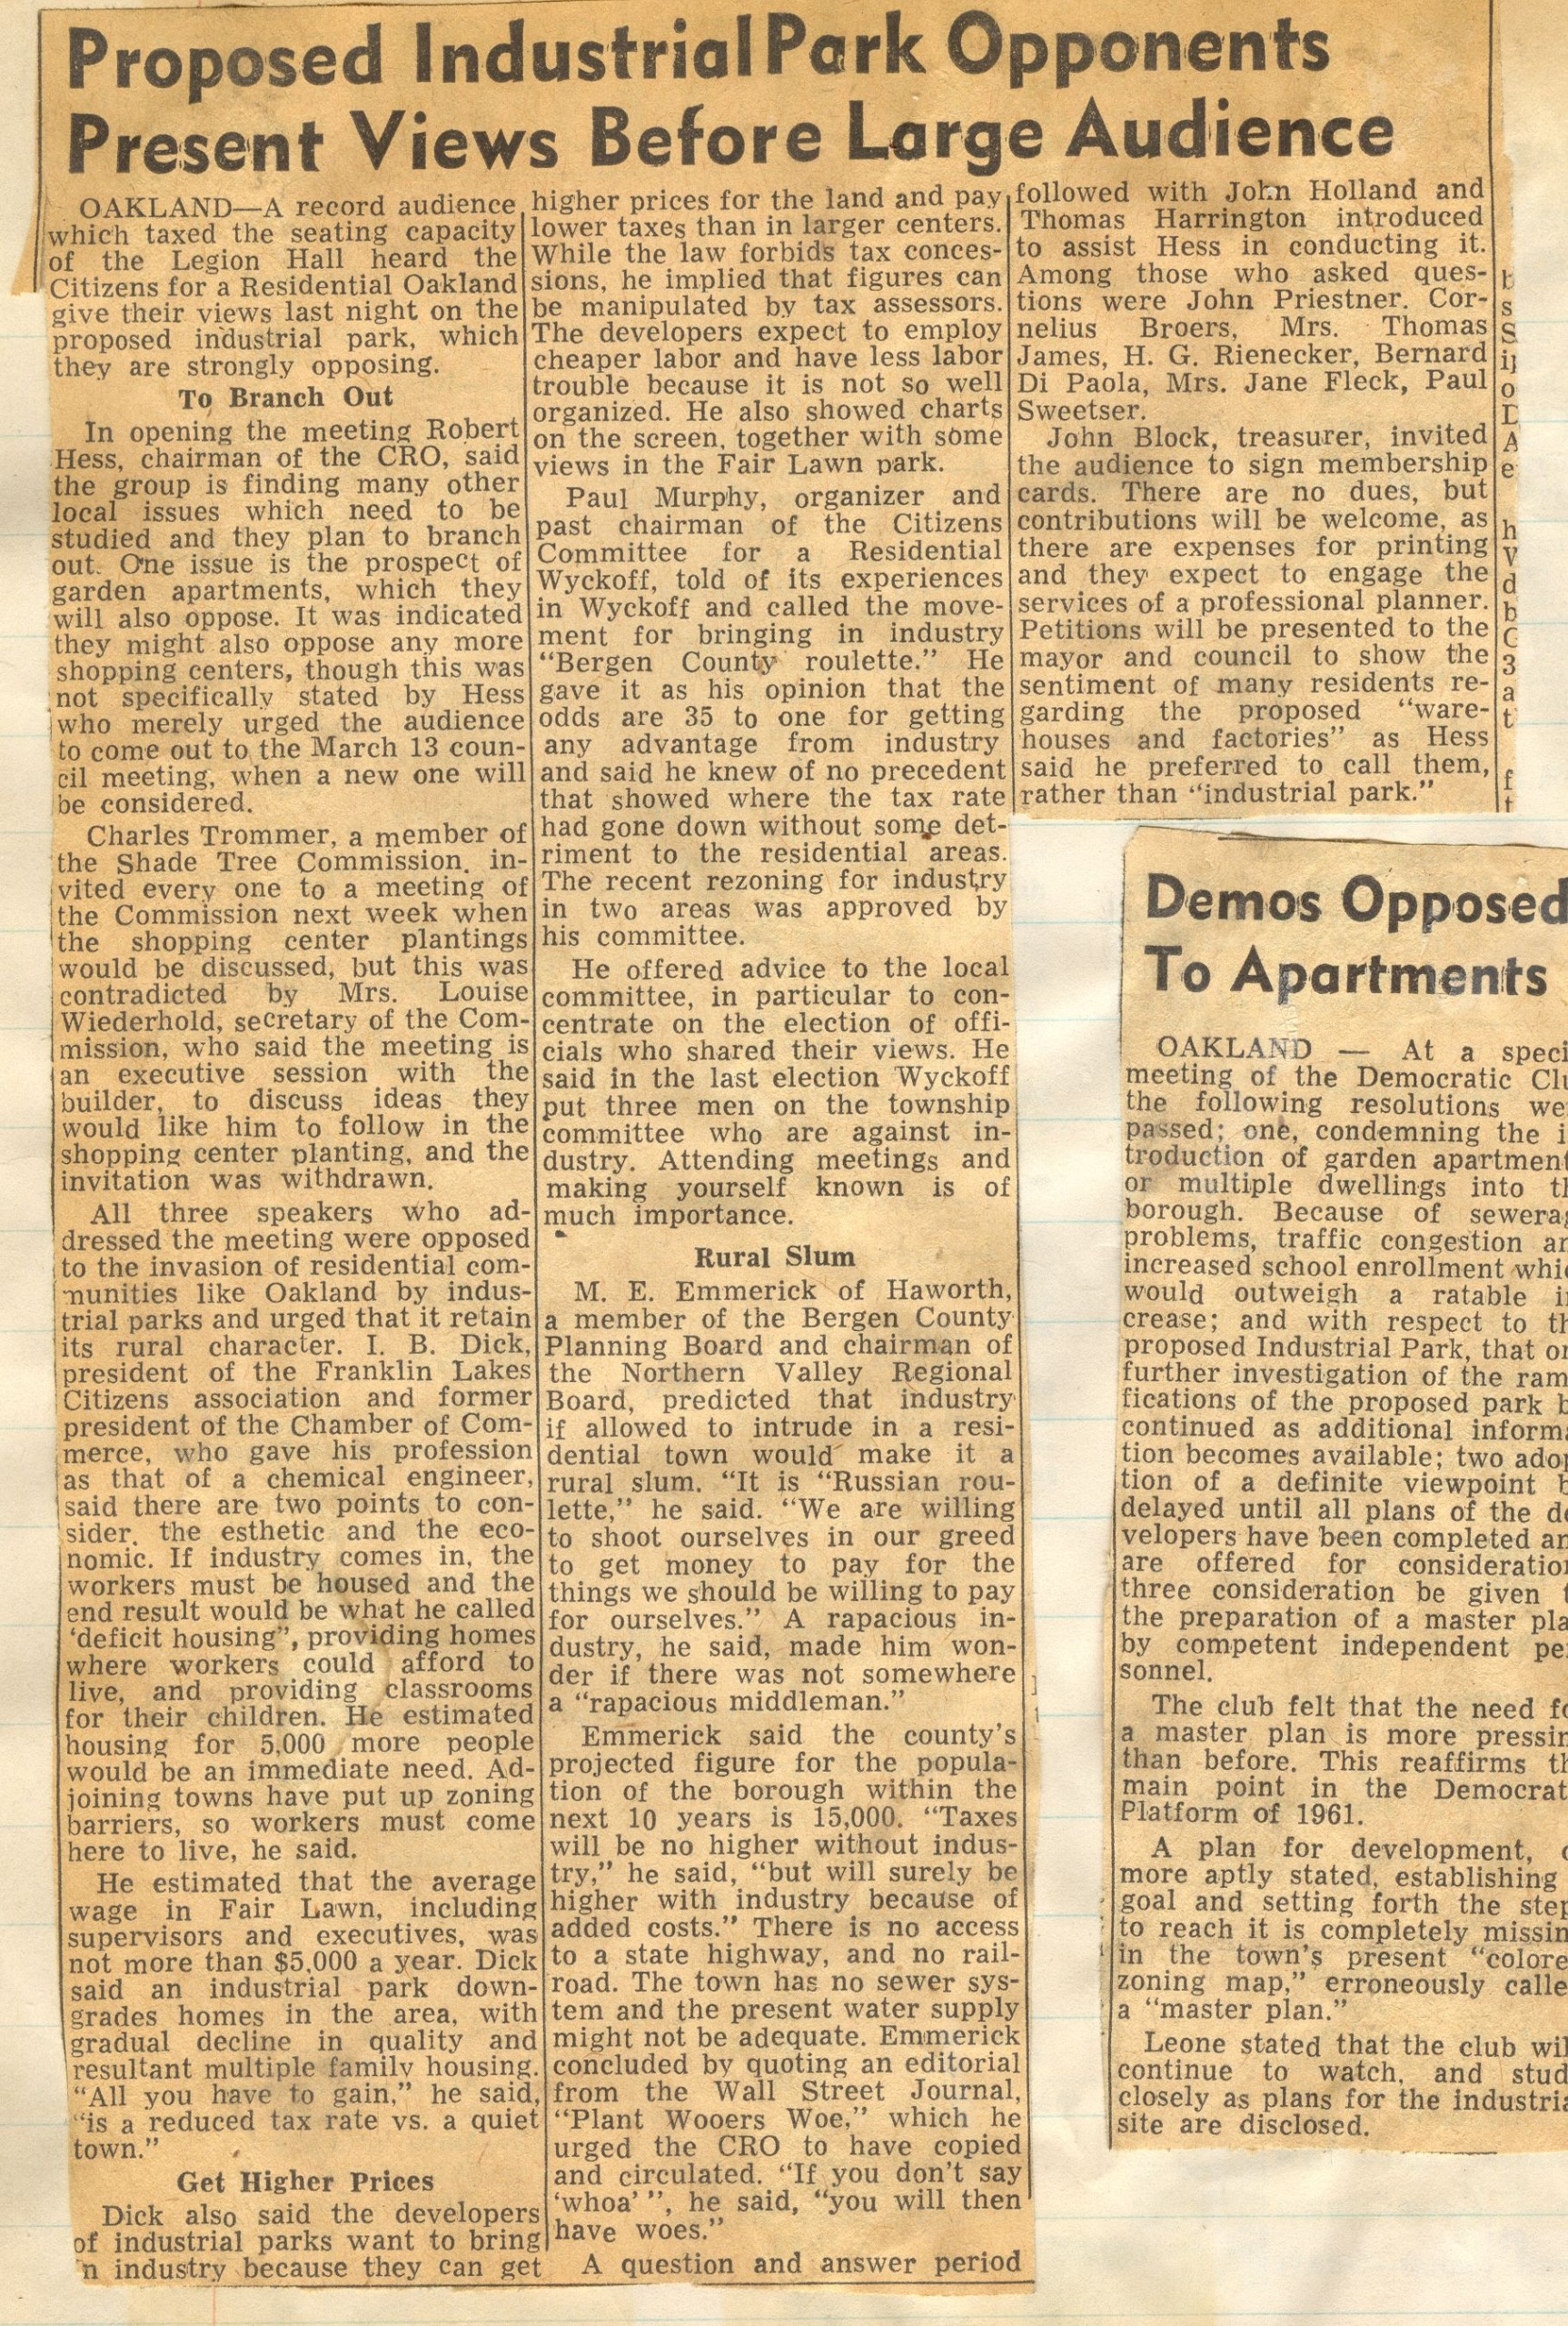 Proposed Industrial Park Opponents
Present Views Before Large Audience
OAKLAND—A record audience
which taxed the seating capacity
of the Legion Hall heard the
Citizens for a Residential Oakland
give their views last night on the
proposed industrial park, which
they are strongly opposing.
To Branch Out
In opening the meeting Robert
Hess, chairman of the CRO, said
the group is finding many other
local issues which need to be
studied and they plan to branch
out. One issue is the prospect of
garden apartments, which they
will also oppose. It was indicated
they might also oppose any more
shopping centers, though this was
not specifically stated by Hess
who merely urged the audience
to come out to the March 13 coun-
cil meeting, when a new one will
be considered.
Charles Trommer, a member of
the Shade Tree Commission. in-
vited every one to a meeting of
the Commission next week when
the shopping center plantings
would be discussed, but this was
contradicted by Mrs. Louise
Wiederhold, secretary of the Com-
mission, who said the meeting is
an executive session with the
builder, to discuss ideas they
would like him to follow in the
shopping center planting, and the
invitation was withdrawn.
All three speakers who ad-
dressed the meeting were opposed
to the invasion of residential com-
munities like Oakland by indus-
trial parks and urged that it retain
its rural character. I. B. Dick,
president of the Franklin Lakes
Citizens association and former
president of the Chamber of Com-
merce, who gave his profession
as that of a chemical engineer,
said there are two points to con-
sider. the esthetic and the eco-
nomic. If industry comes in, the
workers must be housed and the
end result would be what he called
'deficit housing", providing homes
where workers could afford to
live, and providing classrooms
for their children. He estimated
housing for 5,000 more people
would be an immediate need. Ad-
joining towns have put up zoning
barriers, so workers must come
here to live, he said.
He estimated that the average
wage in Fair Lawn, including
supervisors and executives, was
not more than $5,000 a year. Dick
said an industrial park down-
grades homes in the area, with
gradual decline in quality and
resultant multiple family housing.
"All you have to gain," he said,
"is a reduced tax rate vs. a quiet
town."
Get Higher Prices
Dick also said the developers
of industrial parks want to bring
'n industry because they can get
higher prices for the land and pay
lower taxes than in larger centers.
While the law forbids tax conces-
sions, he implied that figures can
be manipulated by tax assessors.
The developers expect to employ
cheaper labor and have less labor
trouble because it is not so well
organized. He also showed charts
on the screen, together with some
views in the Fair Lawn park.
Paul Murphy, organizer and
past chairman of the Citizens
Committee for a Residential
Wyckoff, told of its experiences
in Wyckoff and called the move-
ment for bringing in industry
"Bergen County roulette." He
gave it as his opinion that the
odds are 35 to one for getting
any advantage from industry
and said he knew of no precedent
that showed where the tax rate
had gone down without some det-
riment to the residential areas.
The recent rezoning for industry
in two areas was approved by
his committee.
He offered advice to the local
committee, in particular to con-
centrate on the election of offi-
cials who shared their views. He
said in the last election Wyckoff
put three men on the township
committee who are against in-
dustry. Attending meetings and
making yourself known is of
much importance.
Rural Slum
M. E. Emmerick of Haworth,
a member of the Bergen County
Planning Board and chairman of
the Northern Valley Regional
Board, predicted that industry
if allowed to intrude in a resi-
dential town would make it a
rural slum. "It is "Russian rou-
lette," he said. "We are willing
to shoot ourselves in our greed
to get money to pay for the
things we should be willing to pay
for ourselves." A rapacious in-
dustry, he said, made him won-
der if there was not somewhere
a "rapacious middleman."
Emmerick said the county's
projected figure for the popula-
tion of the borough within the
next 10 years is 15,000. "Taxes
will be no higher without indus-
try," he said, "but will surely be
higher with industry because of
added costs." There is no access
to a state highway, and no rail-
road. The town has no sewer sys-
tem and the present water supply
might not be adequate. Emmerick
concluded by quoting an editorial
from the Wall Street Journal,
"Plant Wooers Woe," which he
urged the CRO to have copied
and circulated. "If you don't say
'whoa' ", he said, "you will then
have woes."
A question and answer period
followed with John Holland and
Thomas Harrington introduced
to assist Hess in conducting it.
Among those who asked ques-
tions were John Priestner. Cor-
nelius Broers, Mrs. Thomas
James, H. G. Rienecker, Bernard
Di Paola, Mrs. Jane Fleck, Paul
Sweetser.
John Block, treasurer, invited
the audience to sign membership
cards. There are no dues, but
contributions will be welcome, as
there are expenses for printing
and they expect to engage the
services of a professional planner.
Petitions will be presented to the
mayor and council to show the
sentiment of many residents re-
garding the proposed "ware-
houses and factories" as Hess
said he preferred to call them,
rather than "industrial park."
Demos Opposed
To Apartments
OAKLAND — At a speci
meeting of the Democratic Clu
the following resolutions we
passed; one, condemning the i
troduction of garden apartment
or multiple dwellings into th
borough. Because of sewerag
problems, traffic congestion an
increased school enrollment whic
would outweigh a ratable i
crease; and with respect to th
proposed Industrial Park, that on
further investigation of the rami
fications of the proposed park b
continued as additional informa
tion becomes available; two adop
tion of a definite viewpoint b
delayed until all plans of the de
velopers have been completed an
are offered for consideration
three consideration be given t
the preparation of a master pla
by competent independent per
sonnel.
The club felt that the need fo
a master plan is more pressin
than before. This reaffirms th
main point in the Democrat
Platform of 1961.
A plan for development, o
more aptly stated, establishing
goal and setting forth the step
to reach it is completely missin
in the town's present "colore
zoning map," erroneously calle
a "master plan."
Leone stated that the club wil
continue to watch, and stud
closely as plans for the industria
site are disclosed.